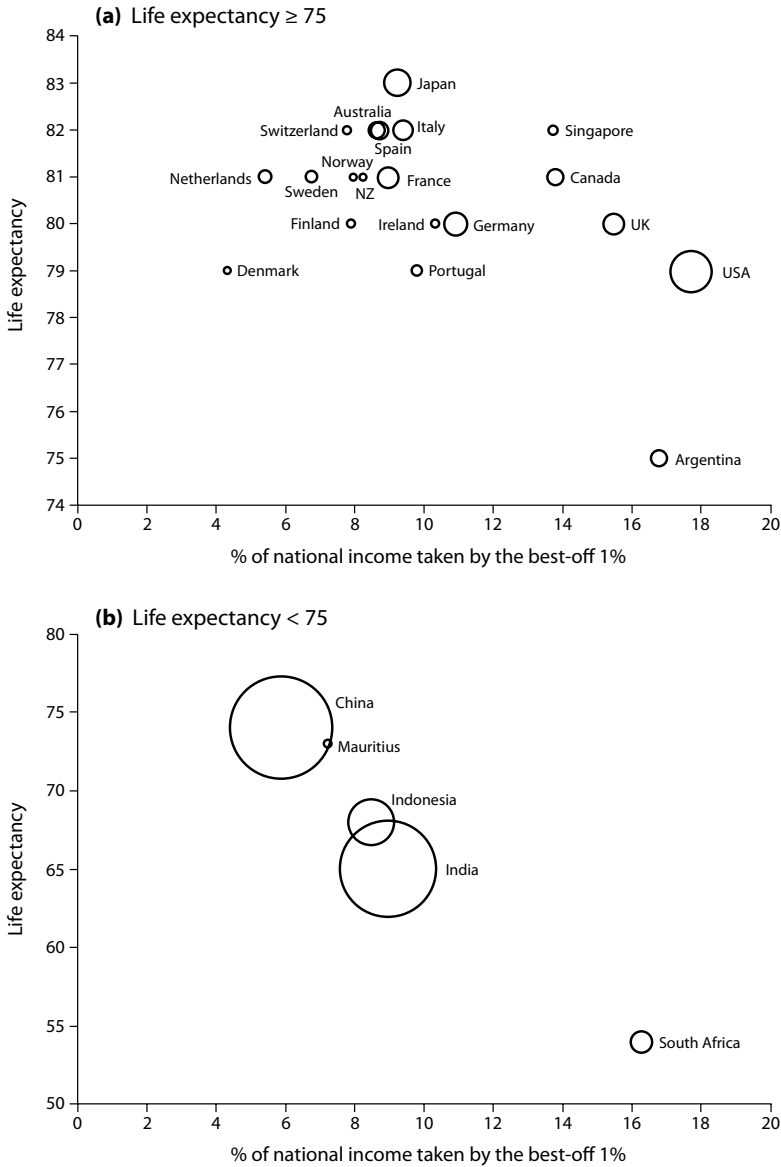 (a) Life expectancy ≥ 75
84
83
82
81
80
79
78
77
76
75
74
Life expectancy
Japan
Australia
Switzerland
Italy
Singapore
Spain
Norway
Netherlands
Sweden
NZ
France
Canada
Finland
Ireland
Germany
UK
Denmark
Portugal
USA
Argentina
0 2 4 6 8 10 12 14 16 18 20
% of national income taken by the best-off 1%
(b) Life expectancy < 75
80
75
70
65
60
55
50
Life expectancy
China
Mauritius
Indonesia
India
South Africa
0 2 4 6 8 10 12 14 16 18 20
% of national income taken by the best-off 1%